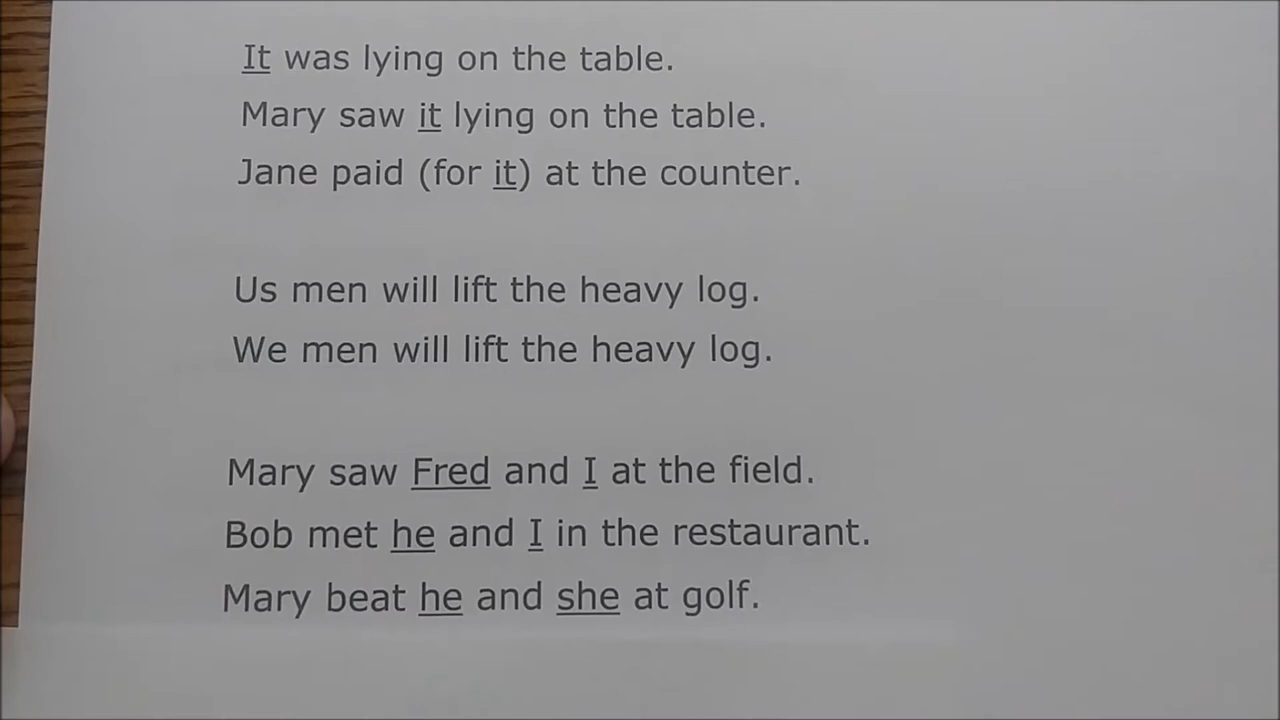 It was lying on the table.
Mary saw it lying on the table.
Jane paid (for it) at the counter.
Us men will lift the heavy log.
We men will lift the heavy log.
Mary saw Fred and I at the field.
Bob met he and I in the restaurant.
Mary beat he and she at golf.